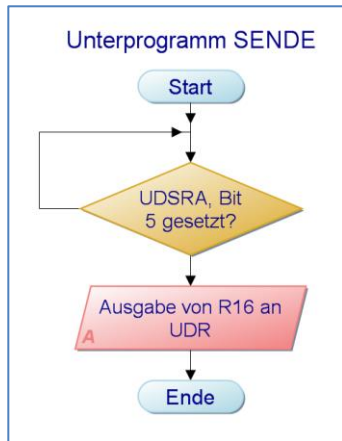 Unterprogramm SENDE
Start
UDSRA, Bit
5 gesetzt?
Ausgabe von R16 an
UDR
A
Ende